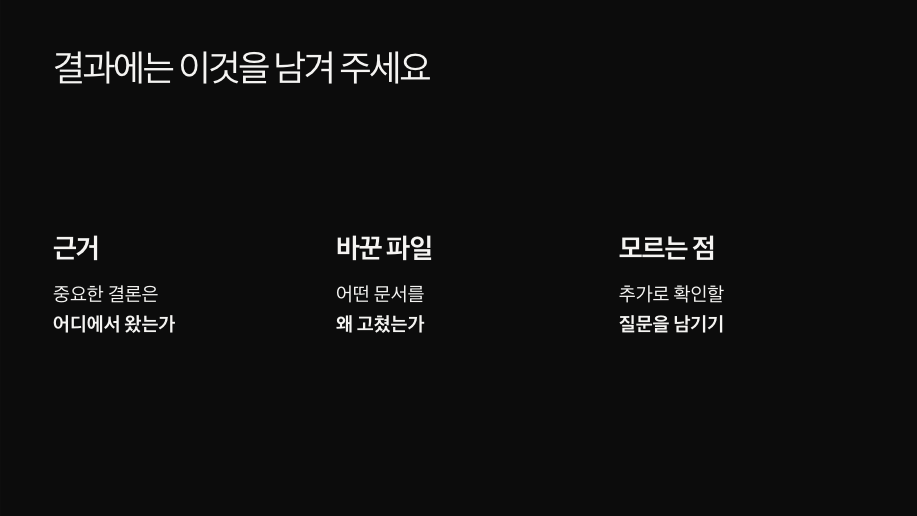 결과에는 이것을 남겨 주세요
근거
중요한 결론은
어디에서 왔는가
바꾼 파일
어떤 문서를
왜 고쳤는가
모르는 점
추가로 확인할
질문을 남기기